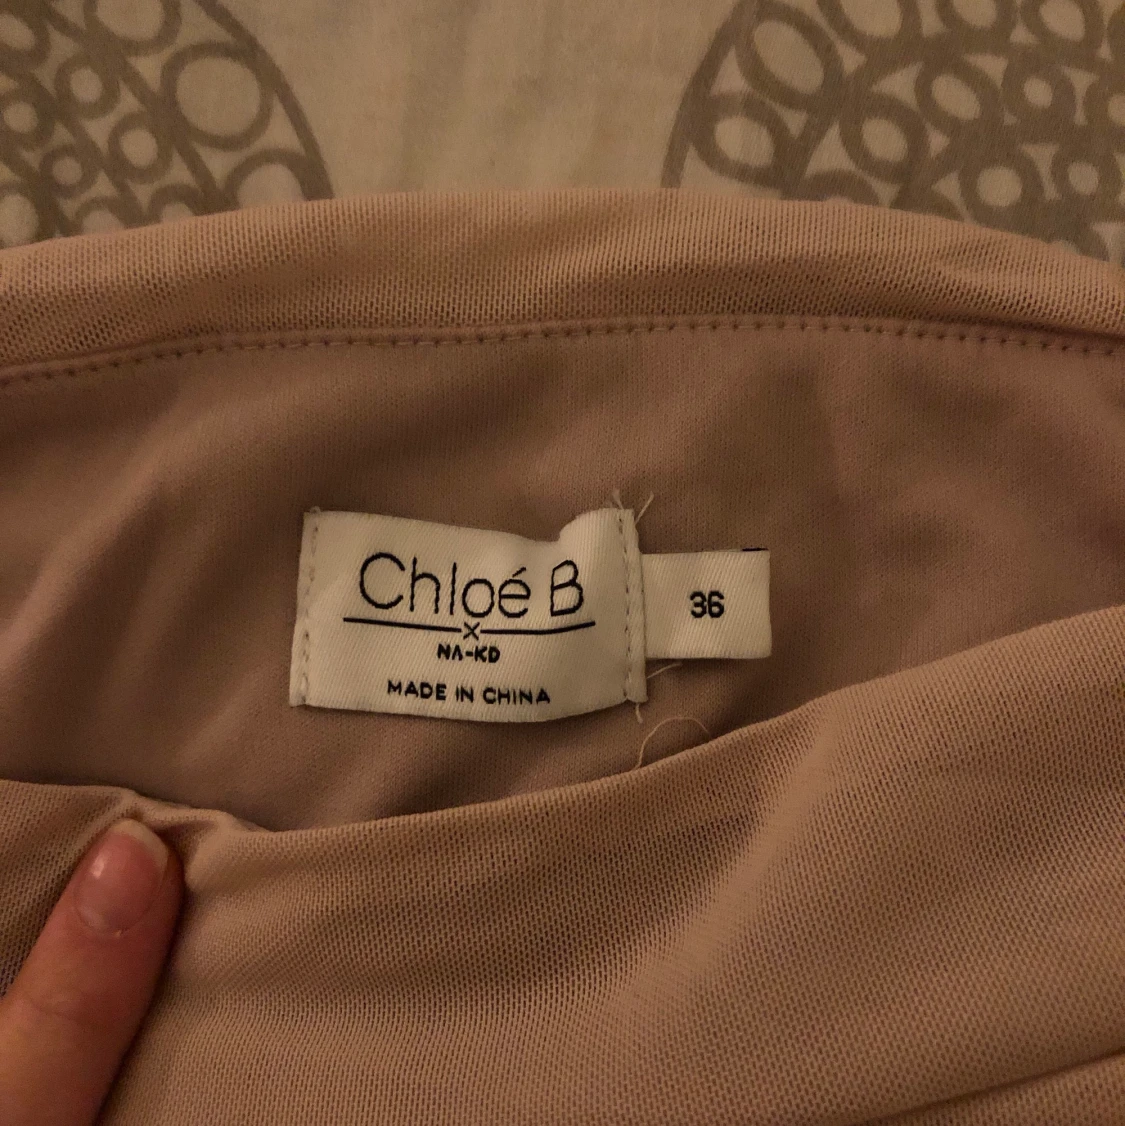 Chloé B
x
NA-KD
MADE IN CHINA
36